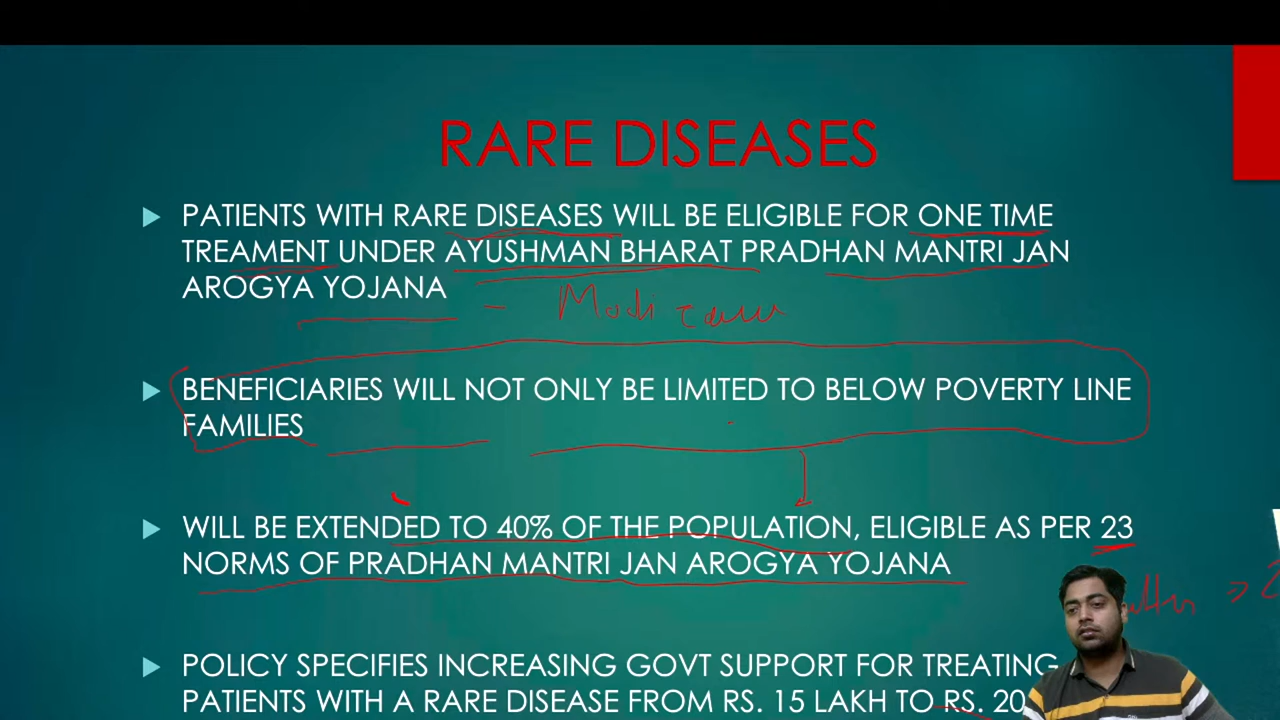 RARE DISEASES
PATIENTS WITH RARE DISEASES WILL BE ELIGIBLE FOR ONE TIME
TREAMENT UNDER AYUSHMAN BHARAT PRADHAN MANTRI JAN
AROGYA YOJANA
- Modi
BENEFICIARIES WILL NOT ONLY BE LIMITED TO BELOW POVERTY LINE
FAMILIES
WILL BE EXTENDED TO 40% OF THE POPULATION, ELIGIBLE AS PER 23
NORMS OF PRADHAN MANTRI JAN AROGYA YOJANA
POLICY SPECIFIES INCREASING GOVT SUPPORT FOR TREATING
PATIENTS WITH A RARE DISEASE FROM RS. 15 LAKH TO RS. 20